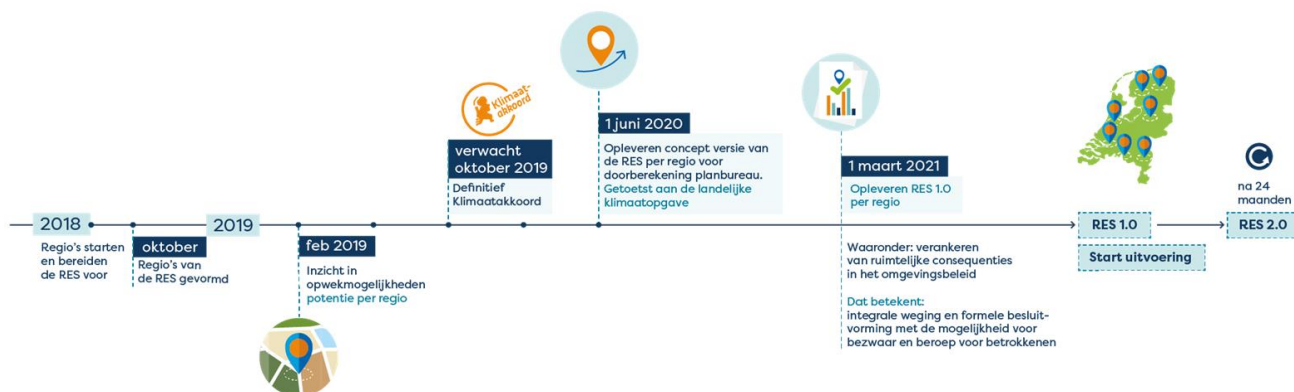 2018
Regio's starten
en bereiden
de RES voor
oktober
Regio's van
de RES gevormd
2019
feb 2019
Inzicht in
opwekmogelijkheden
potentie per regio
Klimaat-
akkoord
verwacht
oktober 2019
Definitief
Klimaatakkoord
1 juni 2020
Opleveren concept versie van
de RES per regio voor
doorberekening planbureau.
Getoetst aan de landelijke
klimaatopgave
1 maart 2021
Opleveren RES 1.0
per regio
Waaronder: verankeren
van ruimtelijke consequenties
in het omgevingsbeleid
Dat betekent:
integrale weging en formele besluit-
vorming met de mogelijkheid voor
bezwaar en beroep voor betrokkenen
RES 1.0
Start uitvoering
na 24
maanden
RES 2.0